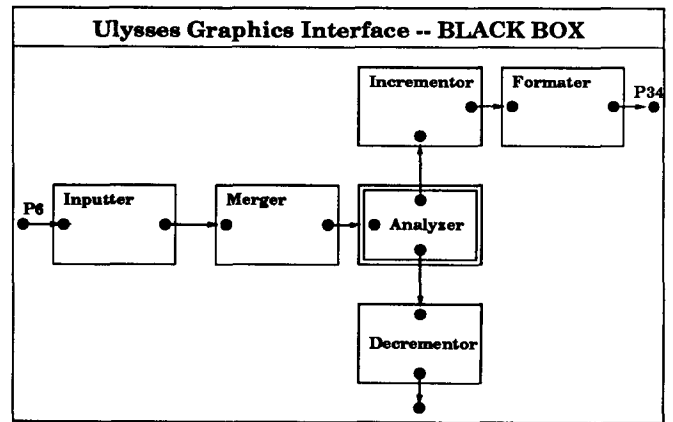 Ulysses Graphics Interface -- BLACK BOX
Incrementor
Formater
P34
P6
Inputter
Merger
Analyzer
Decrementor